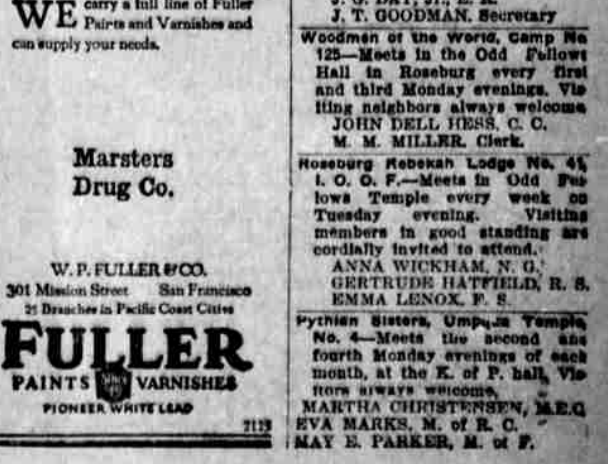 WE carry a full line of Fuller
Paints and Varnishes and
can supply your needs.
Marsters
Drug Co.
W. P. FULLER & CO.
301 Mission Street San Francisco
21 Branches in Pacific Coast Cities
FULLER
PAINTS VARNISHES
PIONEER WHITE LEAD
J. T. GOODMAN, Secretary
Woodmen of the World, Camp No
125—Meets in the Odd Fellows
Hall in Roseburg every first
and third Monday evenings. Vis
iting neighbors always welcome
JOHN DELL HESS, C. C.
M. M. MILLER, Clerk.
Roseburg Rebekah Lodge No. 41,
I. O. O. F.—Meets in Odd Fel
lows Temple every week on
Tuesday evening. Visiting
members in good standing are
cordially invited to attend.
ANNA WICKHAM, N. G.
GERTRUDE HATFIELD, R. S.
EMMA LENOX, F. S.
Pythian Sisters, Umpqua Temple,
No. 4—Meets the second and
fourth Monday evenings of each
month, at the K. of P. hall, Vis
itors always welcome,
MARTHA CHRISTENSEN, M.E.C
EVA MARKS, M. of R. C.
MAY E. PARKER, M. of F.